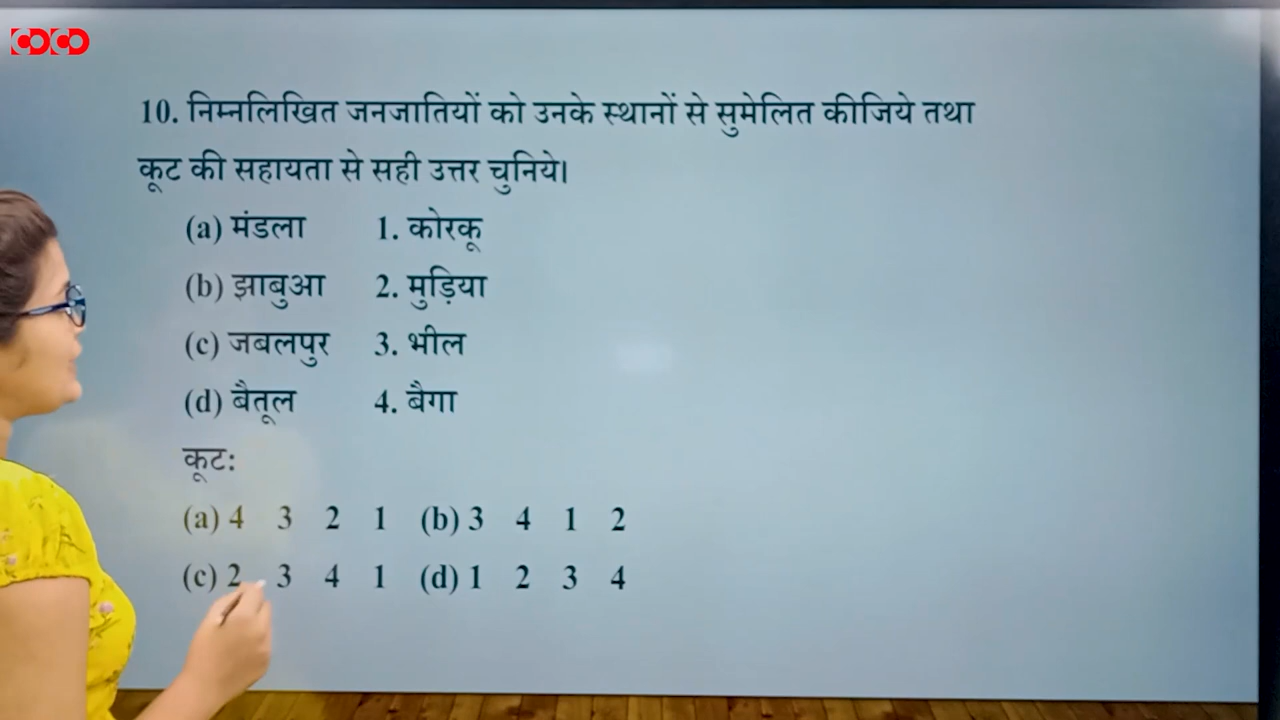 COCO
10. निम्नलिखित जनजातियों को उनके स्थानों से सुमेलित कीजिये तथा
कूट की सहायता से सही उत्तर चुनिये।
(a) मंडला 1. कोरकू
(b) झाबुआ 2. मुड़िया
(c) जबलपुर 3. भील
(d) बैतूल 4. बैगा
कूट:
(a) 4 3 2 1 (b) 3 4 1 2
(c) 2 3 4 1 (d) 1 2 3 4